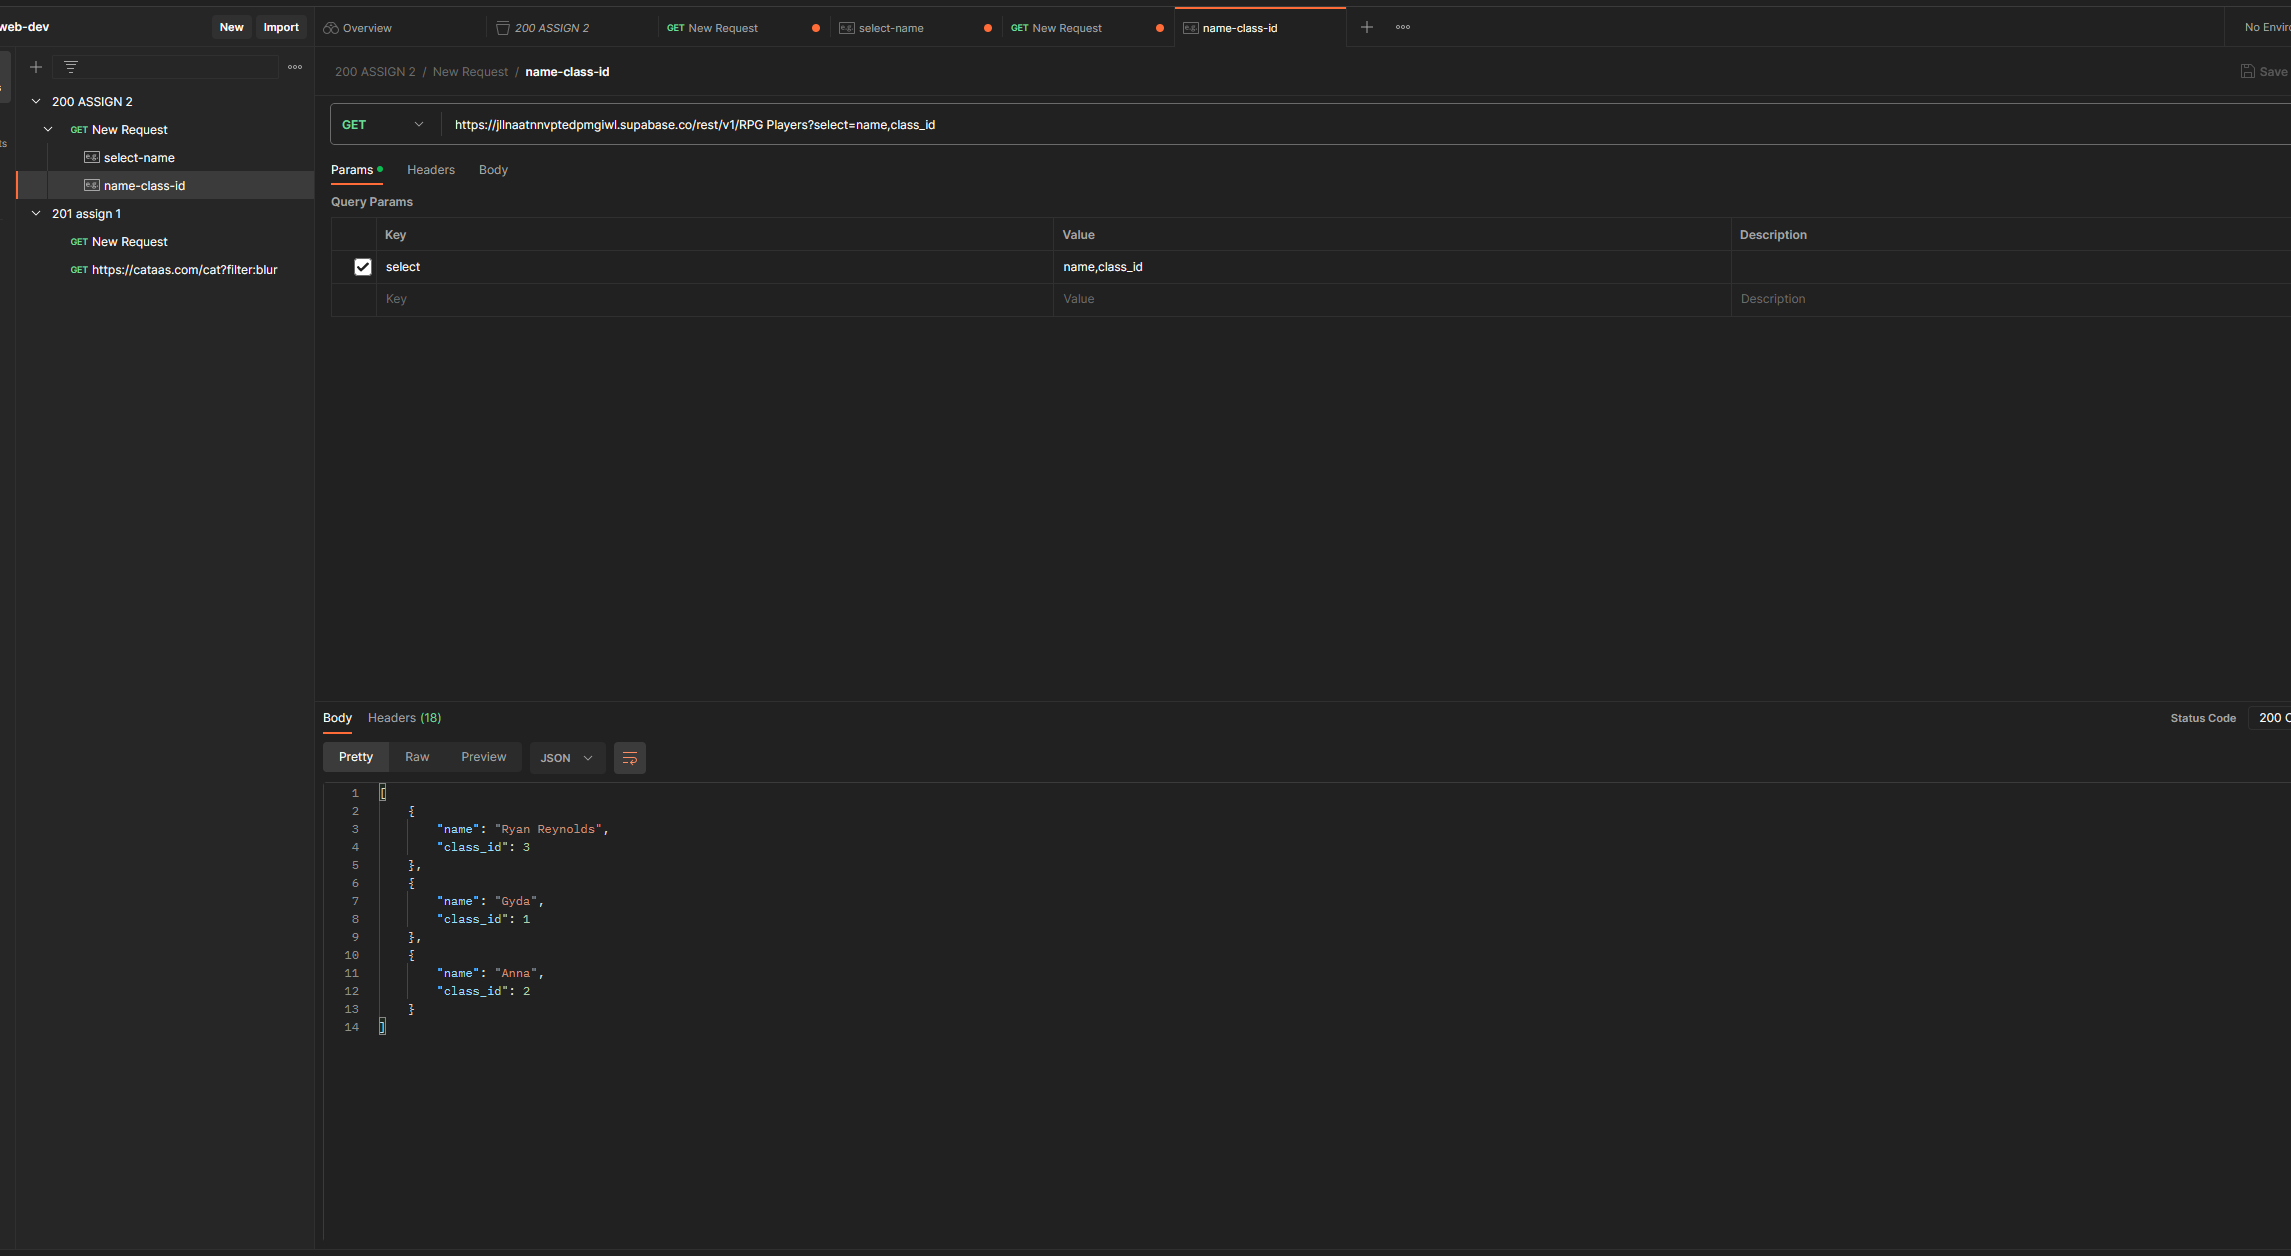 web-dev
New
Import
Overview
200 ASSIGN 2
GET New Request
select-name
GET New Request
name-class-id
200 ASSIGN 2 / New Request / name-class-id
Save
200 ASSIGN 2
GET New Request
select-name
name-class-id
201 assign 1
GET New Request
GET https://cataas.com/cat?filter:blur
GET
https://jllnaatnnvptedpmgiwl.supabase.co/rest/v1/RPG Players?select=name,class_id
Params Headers Body
Query Params
Key Value Description
select name,class_id
Key Value Description
Body Headers (18)
Status Code 200
Pretty Raw Preview JSON
1 [
2 {
3 "name": "Ryan Reynolds",
4 "class_id": 3
5 },
6 {
7 "name": "Gyda",
8 "class_id": 1
9 },
10 {
11 "name": "Anna",
12 "class_id": 2
13 }
14 ]